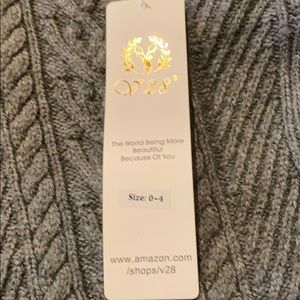 V28®
The World Being More
Beautiful
Because Of You
Size: 0~4
www.amazon.com
/shops/v28